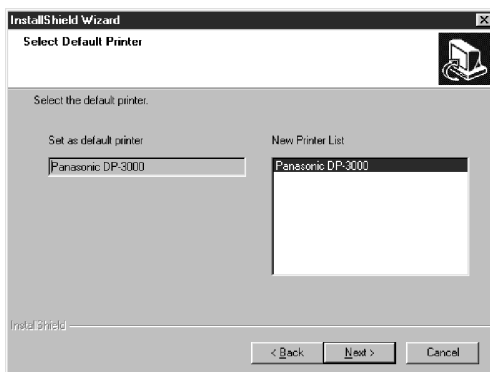 InstallShield Wizard
Select Default Printer
Select the default printer.
Set as default printer
New Printer List
Panasonic DP-3000
Panasonic DP-3000
InstallShield
< Back
Next >
Cancel